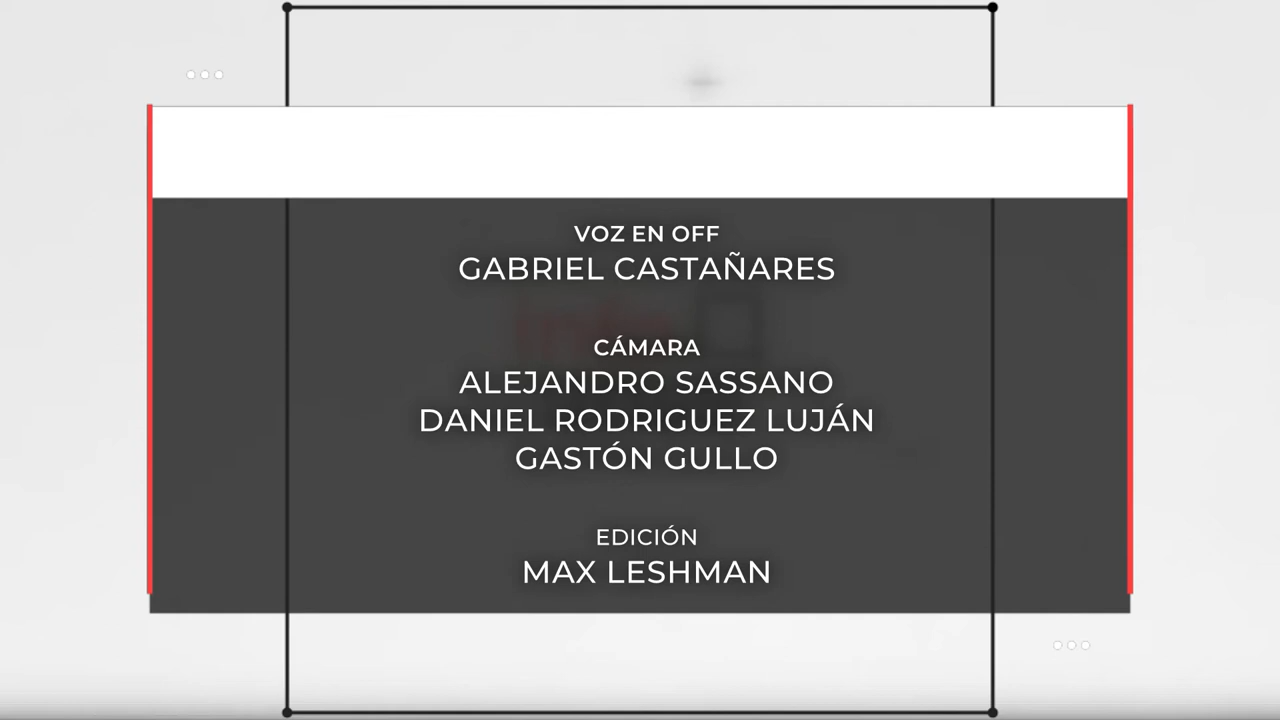 VOZ EN OFF
GABRIEL CASTAÑARES
CÁMARA
ALEJANDRO SASSANO
DANIEL RODRIGUEZ LUJÁN
GASTÓN GULLO
EDICIÓN
MAX LESHMAN